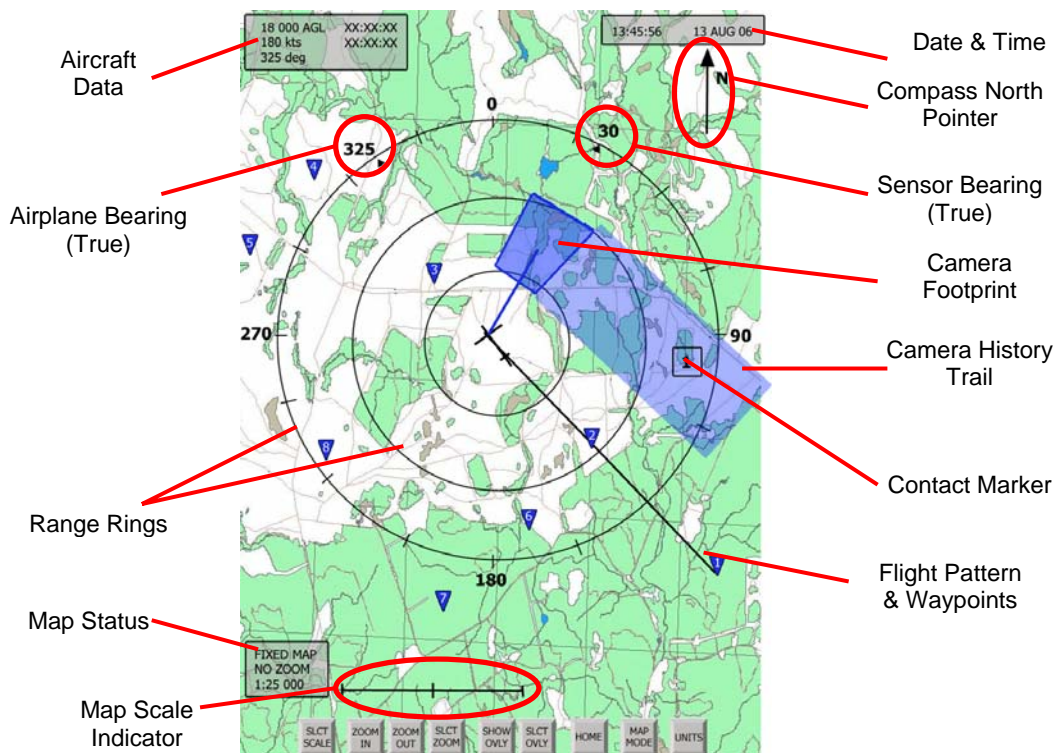 18 000 AGL XX:XX:XX
180 kts XX:XX:XX
325 deg
13:45:56 13 AUG 06
Aircraft
Data
Date & Time
Compass North
Pointer
N
0
30
325
4
Airplane Bearing
(True)
Sensor Bearing
(True)
5
3
Camera
Footprint
270
90
1
Camera History
Trail
2
8
Contact Marker
6
Range Rings
180
1
Flight Pattern
& Waypoints
7
Map Status
FIXED MAP
NO ZOOM
1:25 000
Map Scale
Indicator
SLCT
SCALE
ZOOM
IN
ZOOM
OUT
SLCT
ZOOM
SHOW
OVLY
SLCT
OVLY
HOME
MAP
MODE
UNITS